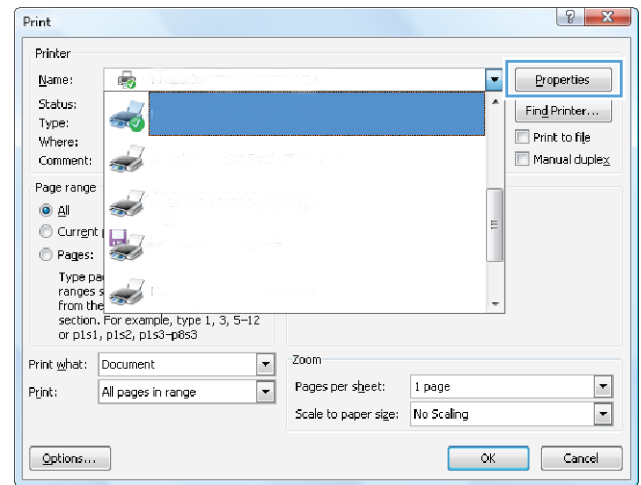 Print
Printer
Name:
Properties
Status:
Find Printer...
Type:
Where:
Print to file
Comment:
Manual duplex
Page range
All
Current
Pages:
Type
ranges
from the
section. For example, type 1, 3, 5–12
or p1s1, p1s2, p1s3–p8s3
Print what: Document
Zoom
Print: All pages in range
Pages per sheet: 1 page
Scale to paper size: No Scaling
Options...
OK
Cancel